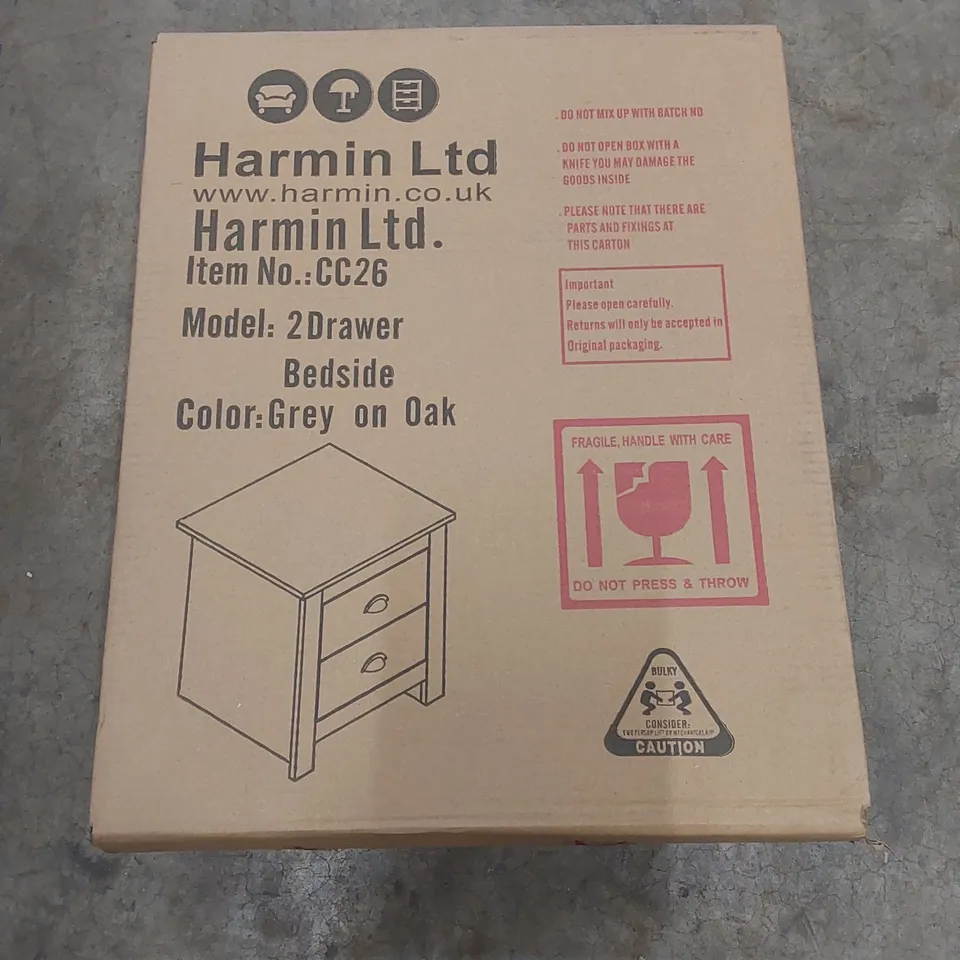 Harmin Ltd
www.harmin.co.uk
Harmin Ltd.
Item No.:CC26
Model: 2Drawer
Bedside
Color:Grey on Oak
. DO NOT MIX UP WITH BATCH NO
. DO NOT OPEN BOX WITH A
KNIFE YOU MAY DAMAGE THE
GOODS INSIDE
. PLEASE NOTE THAT THERE ARE
PARTS AND FIXINGS AT
THIS CARTON
Important
Please open carefully.
Returns will only be accepted in
Original packaging.
FRAGILE, HANDLE WITH CARE
DO NOT PRESS & THROW
BULKY
CONSIDER:
CAUTION